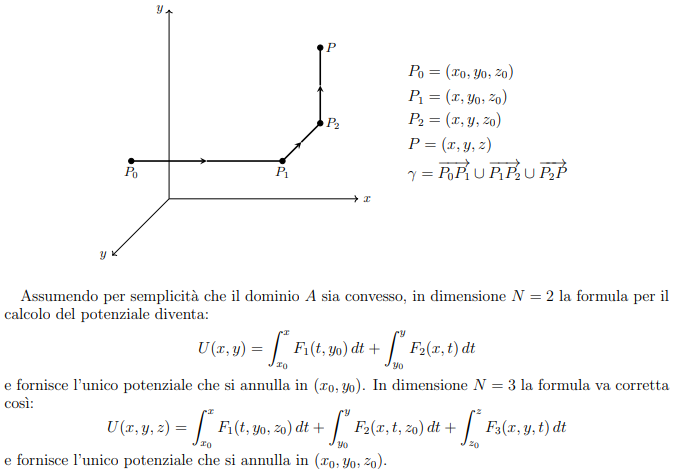 y
P
P₂
P₀
P₁
x
y
P₀ = (x₀, y₀, z₀)
P₁ = (x, y₀, z₀)
P₂ = (x, y, z₀)
P = (x, y, z)
γ = \overrightarrow{P₀P₁} ∪ \overrightarrow{P₁P₂} ∪ \overrightarrow{P₂P}
Assumendo per semplicità che il dominio A sia convesso, in dimensione N = 2 la formula per il
calcolo del potenziale diventa:
U(x, y) = ∫_{x₀}^{x} F₁(t, y₀) dt + ∫_{y₀}^{y} F₂(x, t) dt
e fornisce l'unico potenziale che si annulla in (x₀, y₀). In dimensione N = 3 la formula va corretta
così:
U(x, y, z) = ∫_{x₀}^{x} F₁(t, y₀, z₀) dt + ∫_{y₀}^{y} F₂(x, t, z₀) dt + ∫_{z₀}^{z} F₃(x, y, t) dt
e fornisce l'unico potenziale che si annulla in (x₀, y₀, z₀).